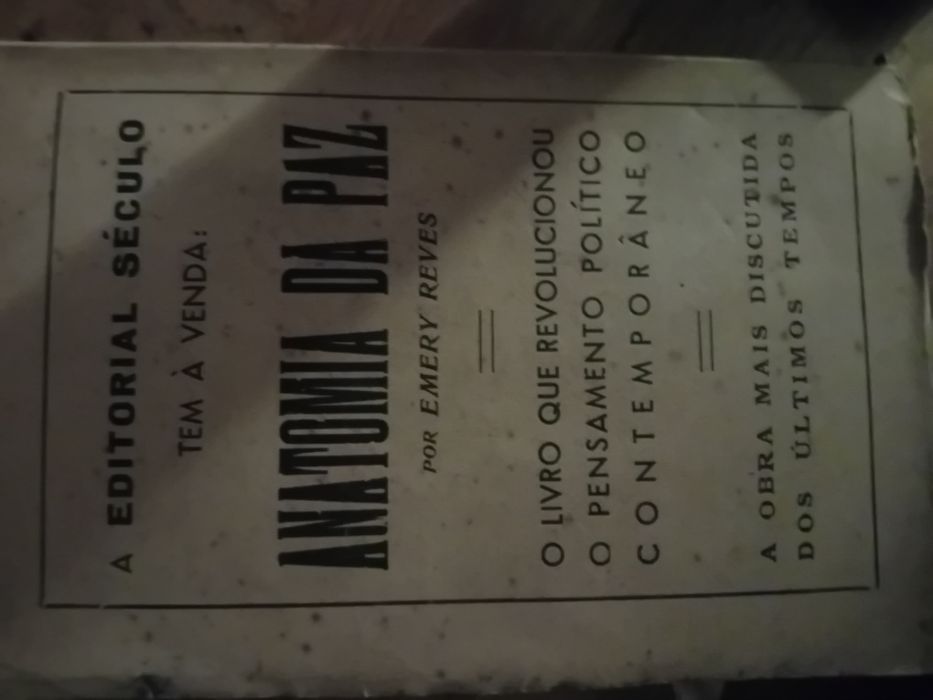 A EDITORIAL SÉCULO
TEM À VENDA:
ANATOMIA DA PAZ
POR EMERY REVES
O LIVRO QUE REVOLUCIONOU
O PENSAMENTO POLÍTICO
CONTEMPORÂNEO
A OBRA MAIS DISCUTIDA
DOS ÚLTIMOS TEMPOS